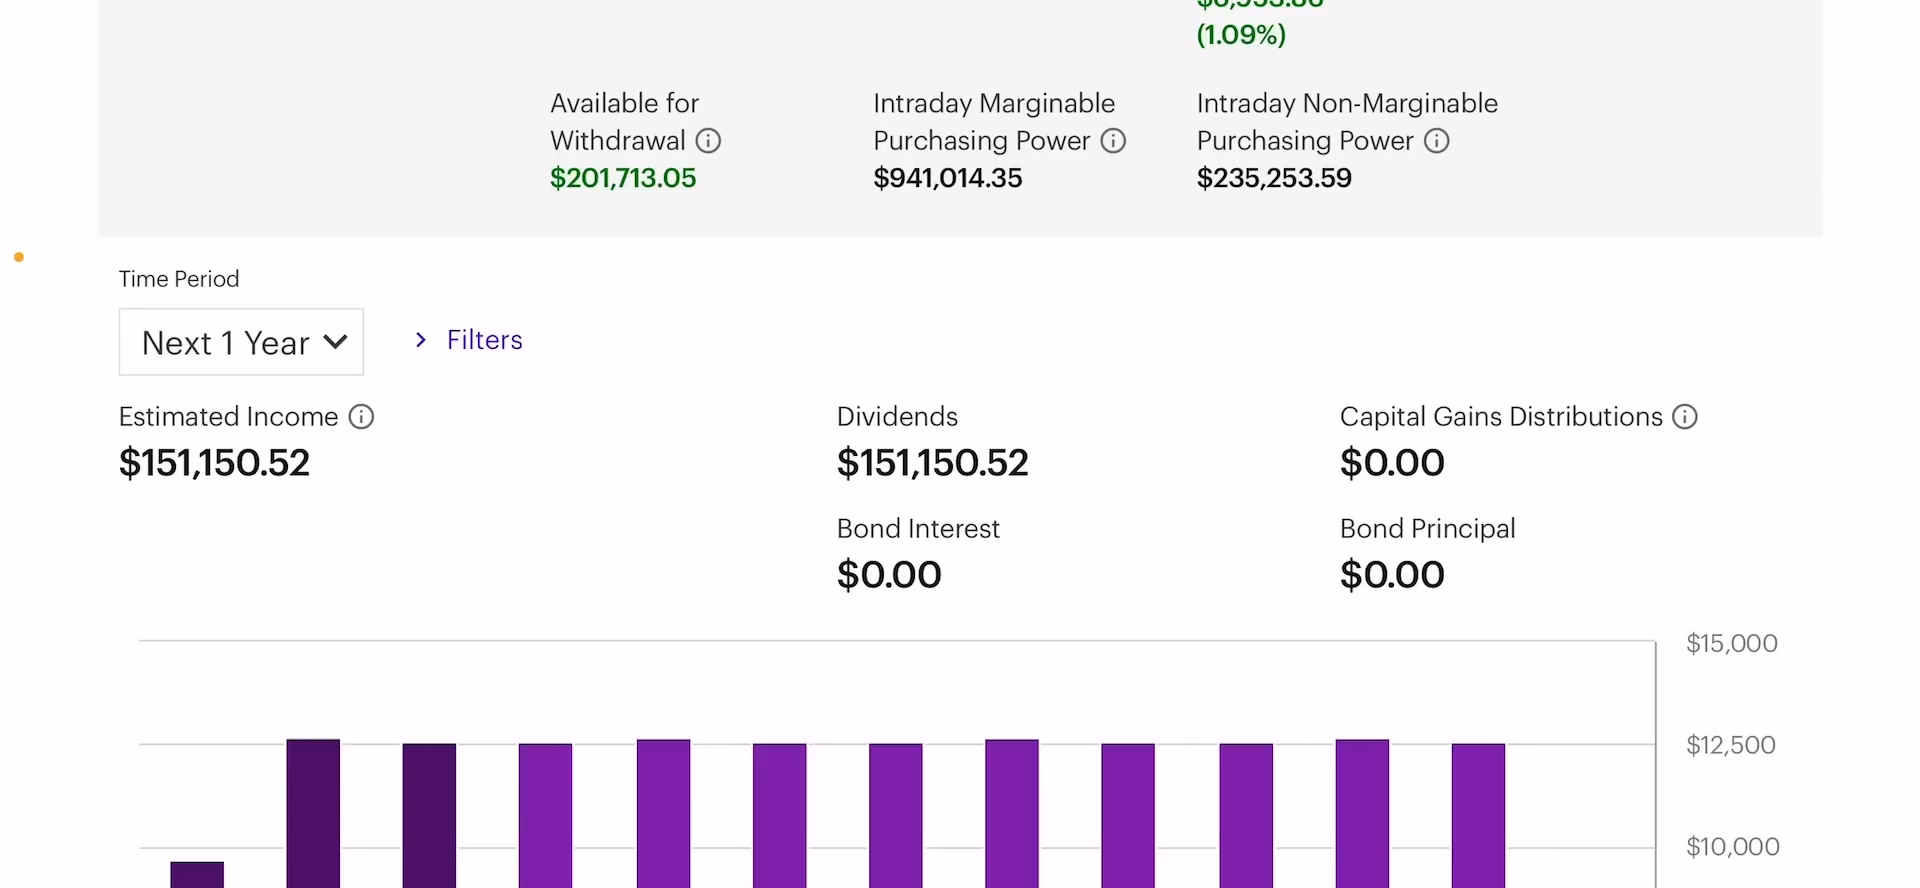 (1.09%)
Available for
Withdrawal
$201,713.05
Intraday Marginable
Purchasing Power
$941,014.35
Intraday Non-Marginable
Purchasing Power
$235,253.59
Time Period
Next 1 Year
Filters
Estimated Income
$151,150.52
Dividends
$151,150.52
Capital Gains Distributions
$0.00
Bond Interest
$0.00
Bond Principal
$0.00
$15,000
$12,500
$10,000